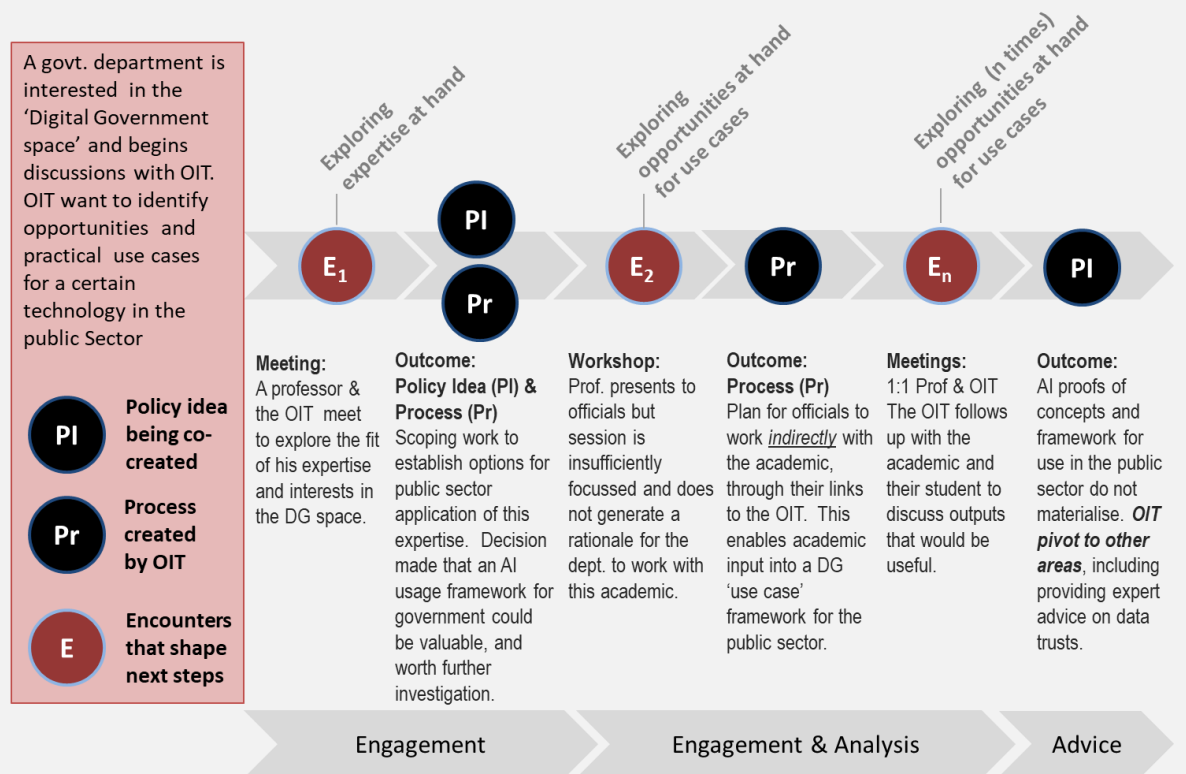 A govt. department is
interested in the
‘Digital Government
space’ and begins
discussions with OIT.
OIT want to identify
opportunities and
practical use cases
for a certain
technology in the
public Sector
PI
Policy idea
being co-
created
Pr
Process
created
by OIT
E
Encounters
that shape
next steps
Exploring
expertise at hand
Exploring
opportunities at hand
for use cases
Exploring (n times)
opportunities at hand
for use cases
E1
PI
Pr
E2
Pr
En
PI
Meeting:
A professor &
the OIT meet
to explore the fit
of his expertise
and interests in
the DG space.
Outcome:
Policy Idea (PI) &
Process (Pr)
Scoping work to
establish options for
public sector
application of this
expertise. Decision
made that an AI
usage framework for
government could
be valuable, and
worth further
investigation.
Workshop:
Prof. presents to
officials but
session is
insufficiently
focussed and does
not generate a
rationale for the
dept. to work with
this academic.
Outcome:
Process (Pr)
Plan for officials to
work indirectly with
the academic,
through their links
to the OIT. This
enables academic
input into a DG
‘use case’
framework for the
public sector.
Meetings:
1:1 Prof & OIT
The OIT follows
up with the
academic and
their student to
discuss outputs
that would be
useful.
Outcome:
AI proofs of
concepts and
framework for
use in the public
sector do not
materialise. OIT
pivot to other
areas, including
providing expert
advice on data
trusts.
Engagement
Engagement & Analysis
Advice